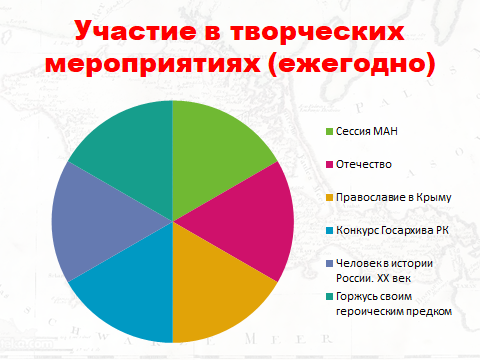 Участие в творческих
мероприятиях (ежегодно)
Сессия МАН
Отечество
Православие в Крыму
Конкурс Госархива РК
Человек в истории
России. XX век
Горжусь своим
героическим предком